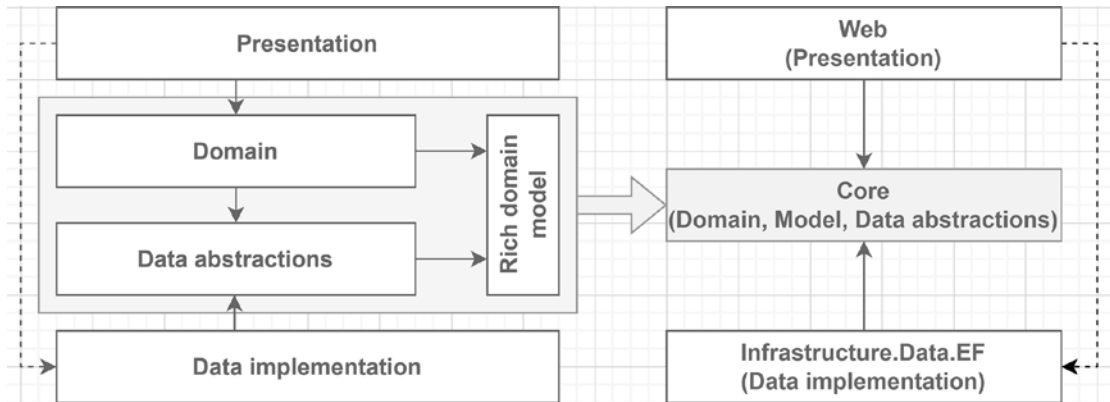 Presentation
Domain
Data abstractions
Rich domain
model
Data implementation
Web
(Presentation)
Core
(Domain, Model, Data abstractions)
Infrastructure.Data.EF
(Data implementation)